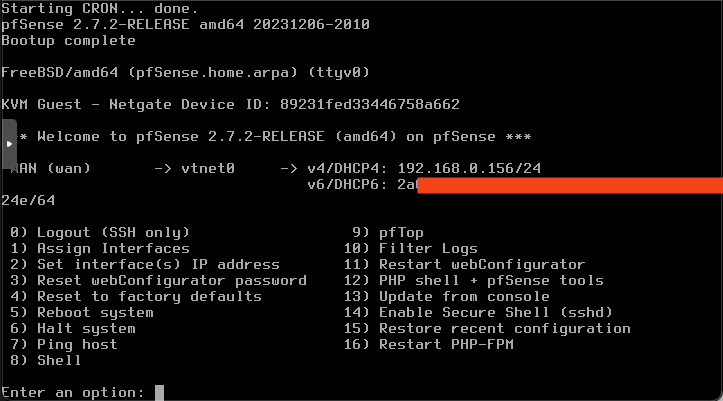 Starting CRON... done.
pfSense 2.7.2-RELEASE amd64 20231206-2010
Bootup complete
FreeBSD/amd64 (pfSense.home.arpa) (ttyv0)
KVM Guest - Netgate Device ID: 89231fed33446758a662
** Welcome to pfSense 2.7.2-RELEASE (amd64) on pfSense ***
WAN (wan) -> vtnet0 -> v4/DHCP4: 192.168.0.156/24
v6/DHCP6:
24e/64
0) Logout (SSH only) 9) pfTop
1) Assign Interfaces 10) Filter Logs
2) Set interface(s) IP address 11) Restart webConfigurator
3) Reset webConfigurator password 12) PHP shell + pfSense tools
4) Reset to factory defaults 13) Update from console
5) Reboot system 14) Enable Secure Shell (sshd)
6) Halt system 15) Restore recent configuration
7) Ping host 16) Restart PHP-FPM
8) Shell
Enter an option: